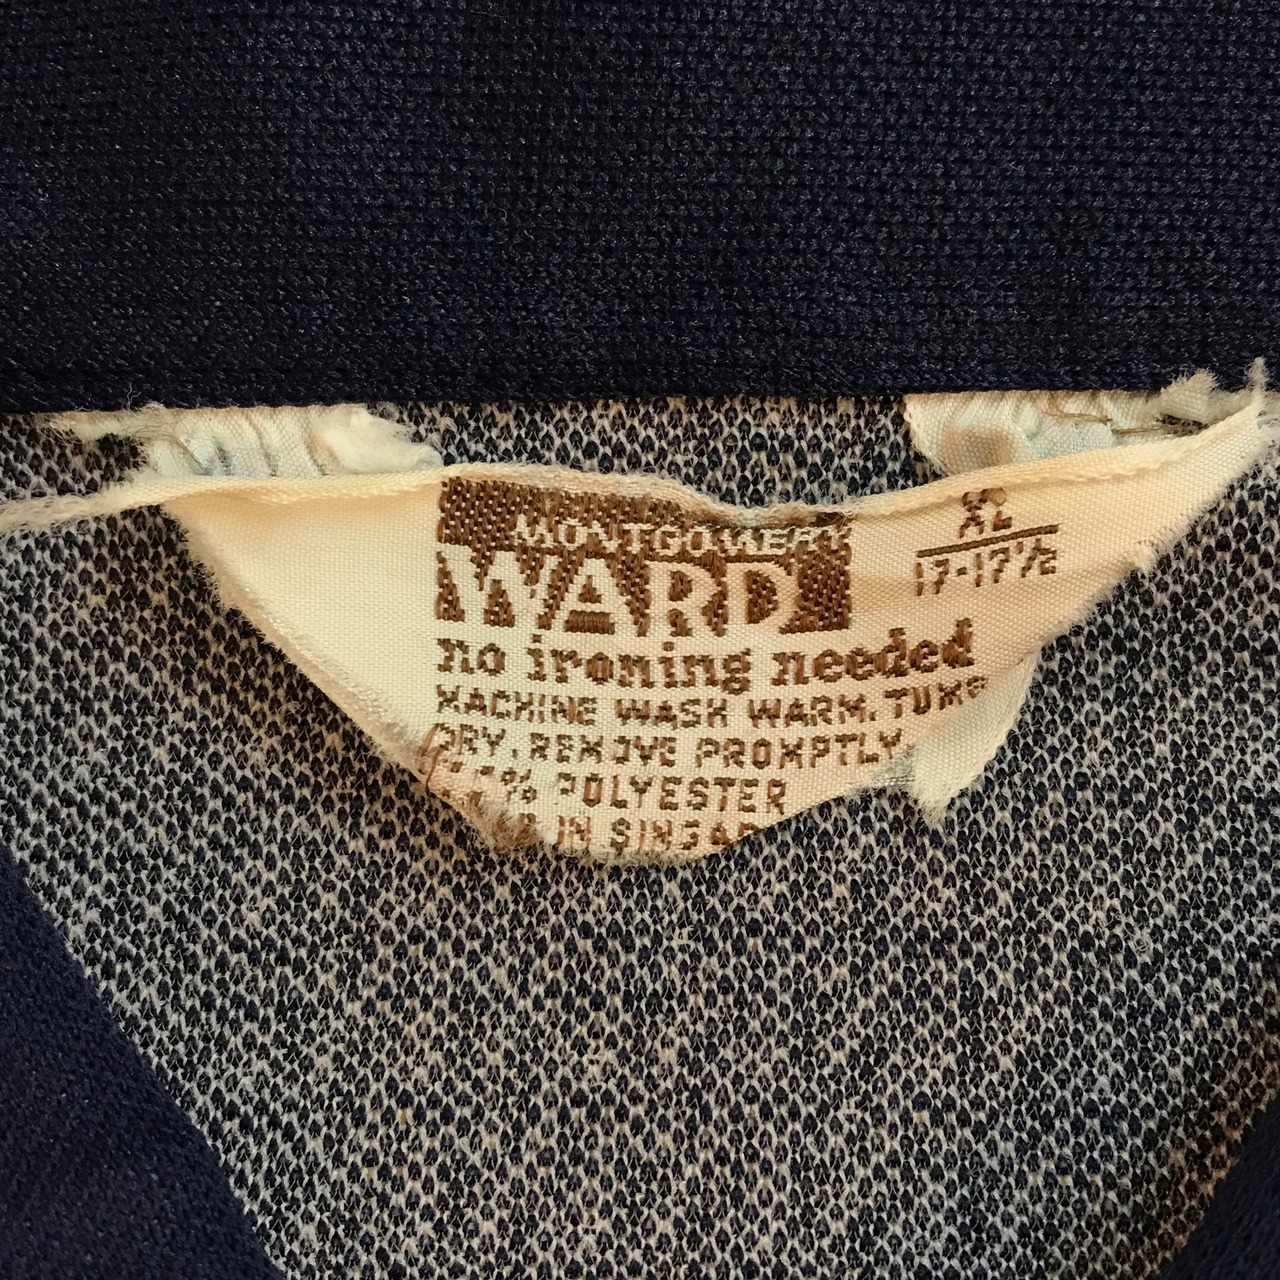 MONTGOMERY
WARD
XL
17-17½
no ironing needed
MACHINE WASH WARM. TUMB
DRY, REMOVE PROMPTLY
% POLYESTER
IN SINGAP